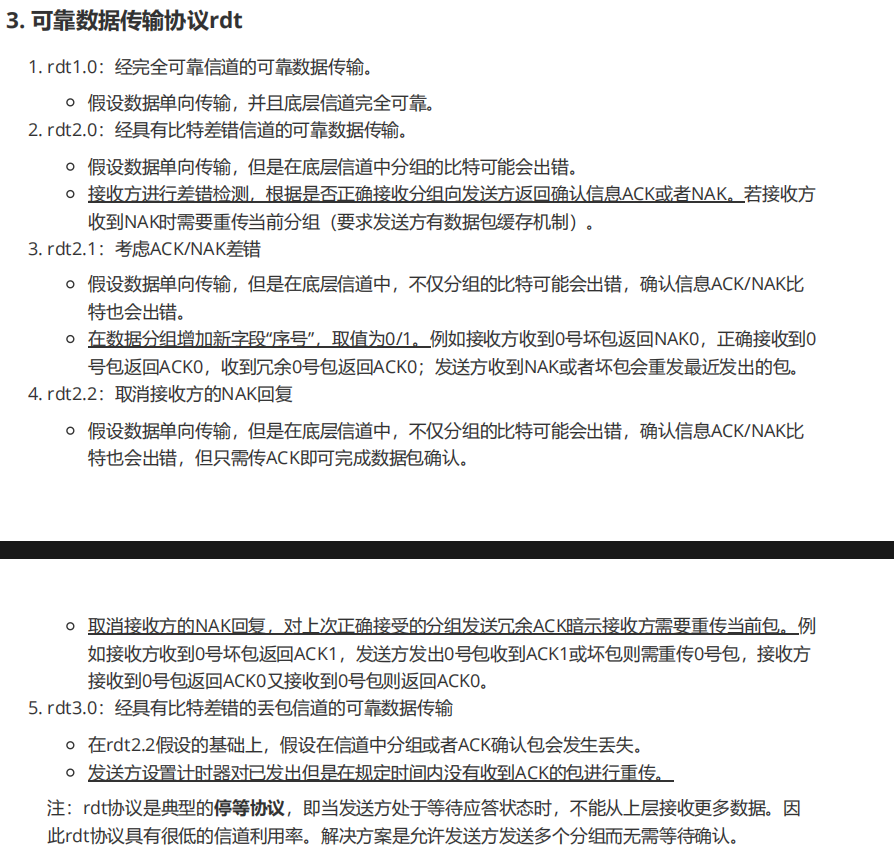 3. 可靠数据传输协议rdt
1. rdt1.0：经完全可靠信道的可靠数据传输。
假设数据单向传输，并且底层信道完全可靠。
2. rdt2.0：经具有比特差错信道的可靠数据传输。
假设数据单向传输，但是在底层信道中分组的比特可能会出错。
接收方进行差错检测，根据是否正确接收分组向发送方返回确认信息ACK或者NAK。若接收方
收到NAK时需要重传当前分组（要求发送方有数据包缓存机制）。
3. rdt2.1：考虑ACK/NAK差错
假设数据单向传输，但是在底层信道中，不仅分组的比特可能会出错，确认信息ACK/NAK比
特也会出错。
在数据分组增加新字段“序号”，取值为0/1。例如接收方收到0号坏包返回NAK0，正确接收到0
号包返回ACK0，收到冗余0号包返回ACK0；发送方收到NAK或者坏包会重发最近发出的包。
4. rdt2.2：取消接收方的NAK回复
假设数据单向传输，但是在底层信道中，不仅分组的比特可能会出错，确认信息ACK/NAK比
特也会出错，但只需传ACK即可完成数据包确认。
取消接收方的NAK回复，对上次正确接受的分组发送冗余ACK暗示接收方需要重传当前包。例
如接收方收到0号坏包返回ACK1，发送方发出0号包收到ACK1或坏包则需重传0号包，接收方
接收到0号包返回ACK0又接收到0号包则返回ACK0。
5. rdt3.0：经具有比特差错的丢包信道的可靠数据传输
在rdt2.2假设的基础上，假设在信道中分组或者ACK确认包会发生丢失。
发送方设置计时器对已发出但是在规定时间内没有收到ACK的包进行重传。
注：rdt协议是典型的停等协议，即当发送方处于等待应答状态时，不能从上层接收更多数据。因
此rdt协议具有很低的信道利用率。解决方案是允许发送方发送多个分组而无需等待确认。